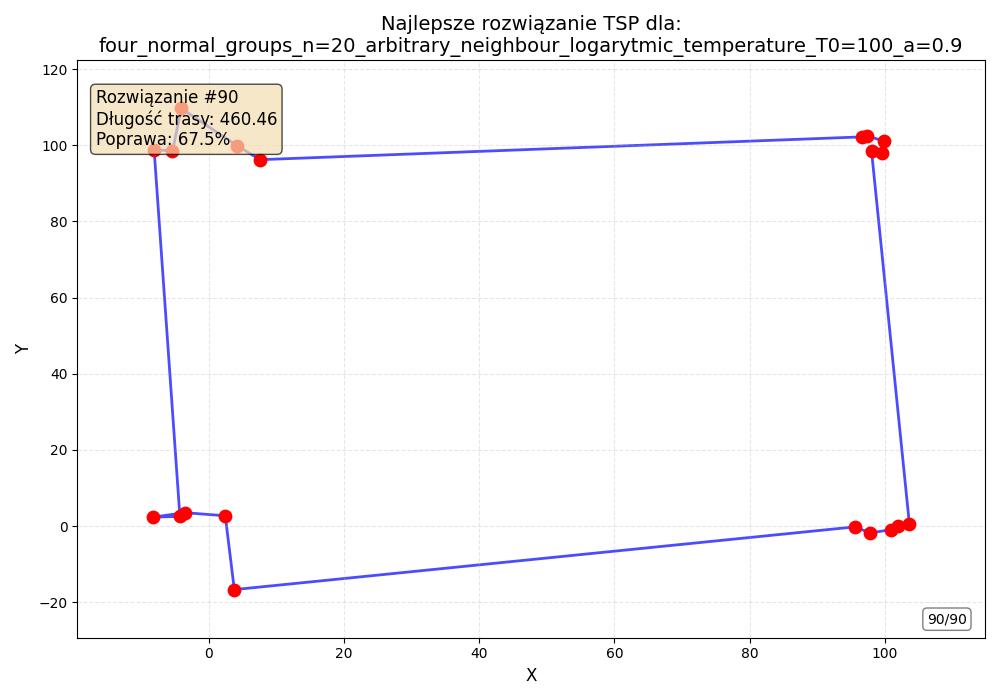 Najlepsze rozwiązanie TSP dla:
four_normal_groups_n=20_arbitrary_neighbour_logarytmic_temperature_T0=100_a=0.9
120
100
80
60
40
20
0
−20
Y
Rozwiązanie #90
Długość trasy: 460.46
Poprawa: 67.5%
90/90
0
20
40
60
80
100
X